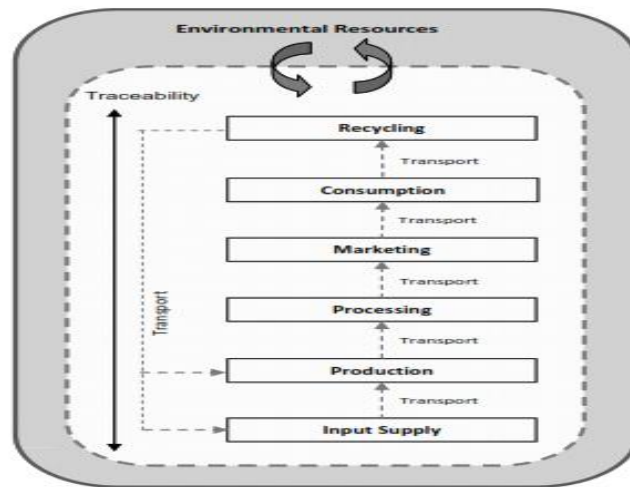 Environmental Resources
Traceability
Recycling
Transport
Consumption
Transport
Marketing
Transport
Processing
Transport
Production
Transport
Input Supply
Transport